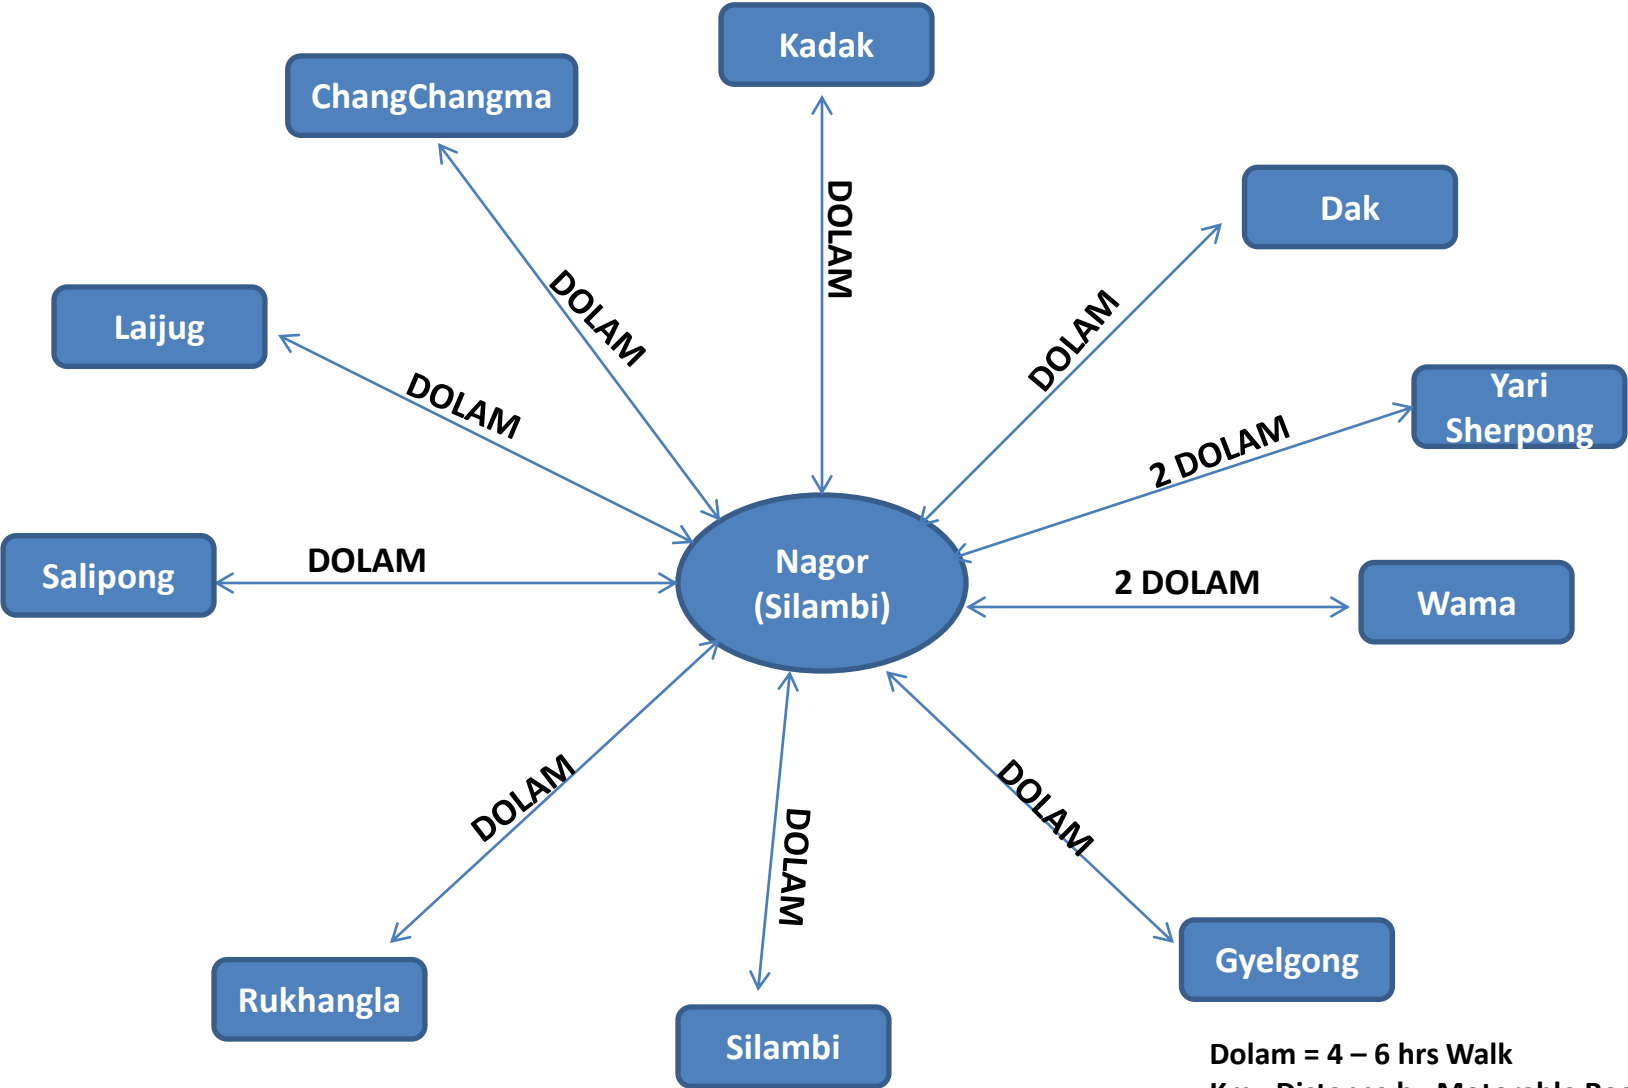 Kadak
ChangChangma
DOLAM
Dak
DOLAM
DOLAM
Laijug
DOLAM
Yari
Sherpong
2 DOLAM
Nagor
(Silambi)
Salipong
DOLAM
2 DOLAM
Wama
DOLAM
DOLAM
DOLAM
Gyelgong
Rukhangla
Silambi
Dolam = 4 – 6 hrs Walk